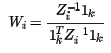 W_i = \frac{Z_i^{-1} 1_k}{1_k^T Z_i^{1} 1_k}